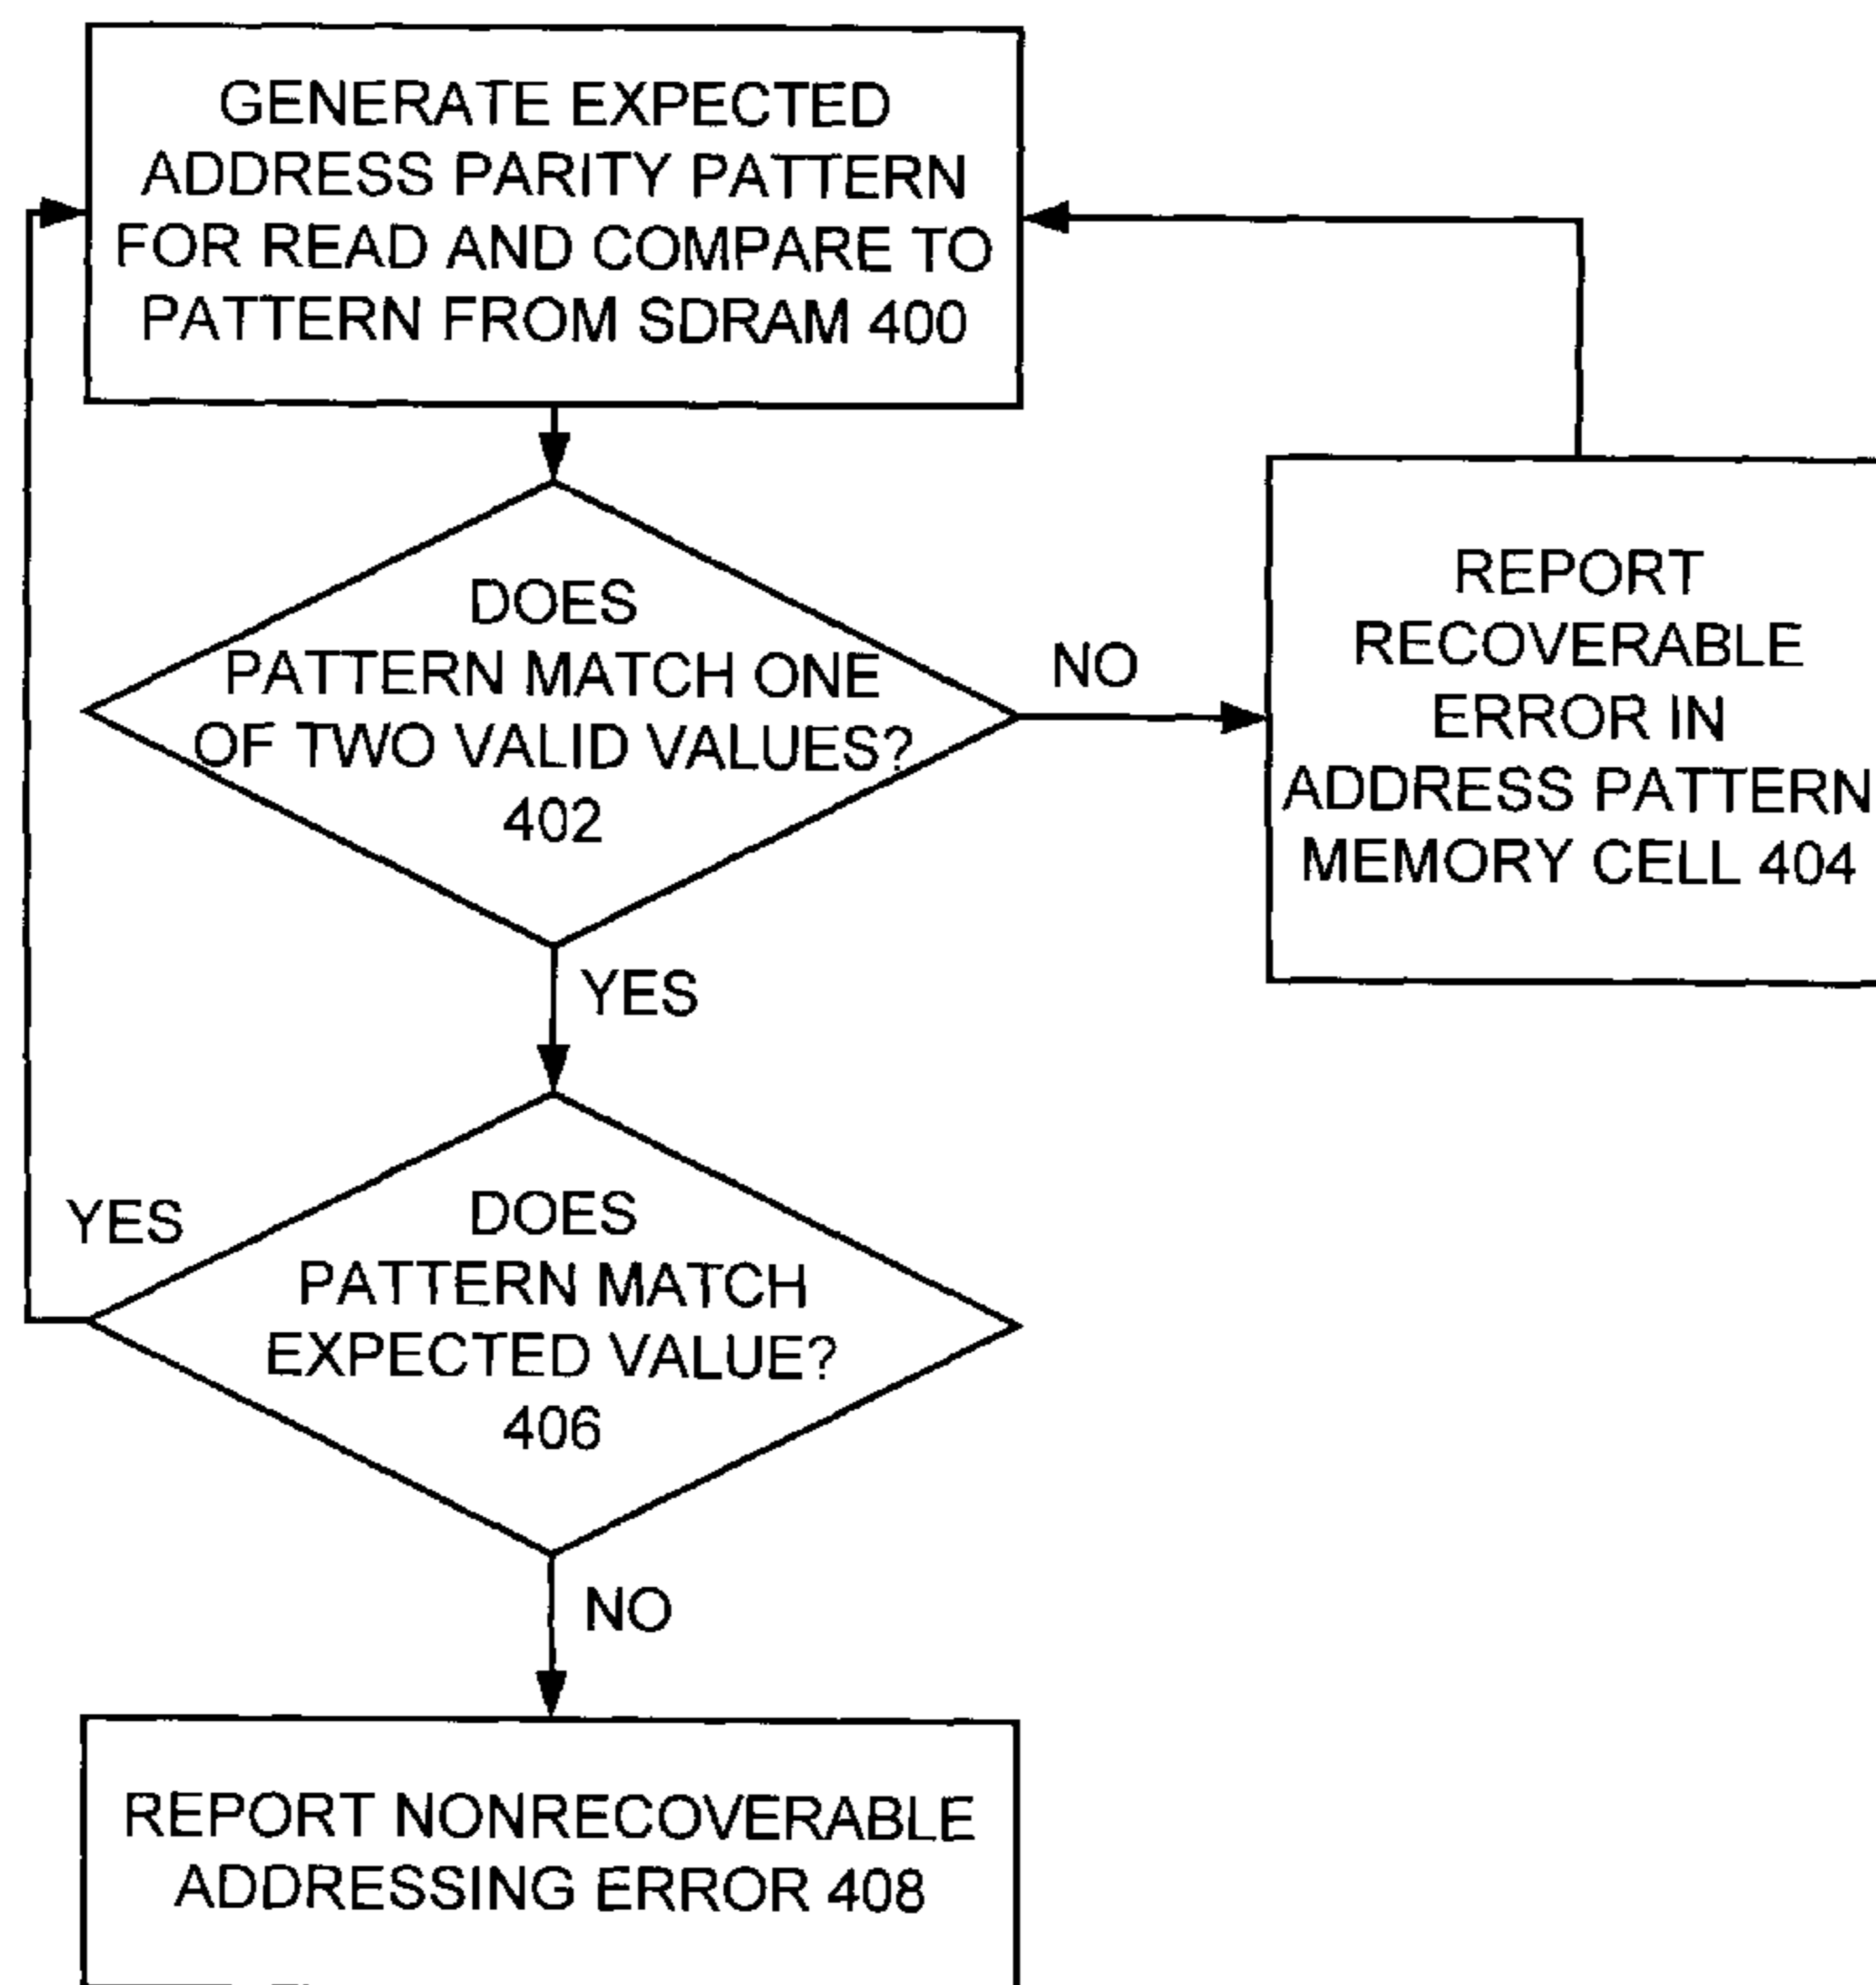 GENERATE EXPECTED
ADDRESS PARITY PATTERN
FOR READ AND COMPARE TO
PATTERN FROM SDRAM 400
DOES
PATTERN MATCH ONE
OF TWO VALID VALUES?
402
NO
REPORT
RECOVERABLE
ERROR IN
ADDRESS PATTERN
MEMORY CELL 404
YES
DOES
PATTERN MATCH
EXPECTED VALUE?
406
YES
NO
REPORT NONRECOVERABLE
ADDRESSING ERROR 408